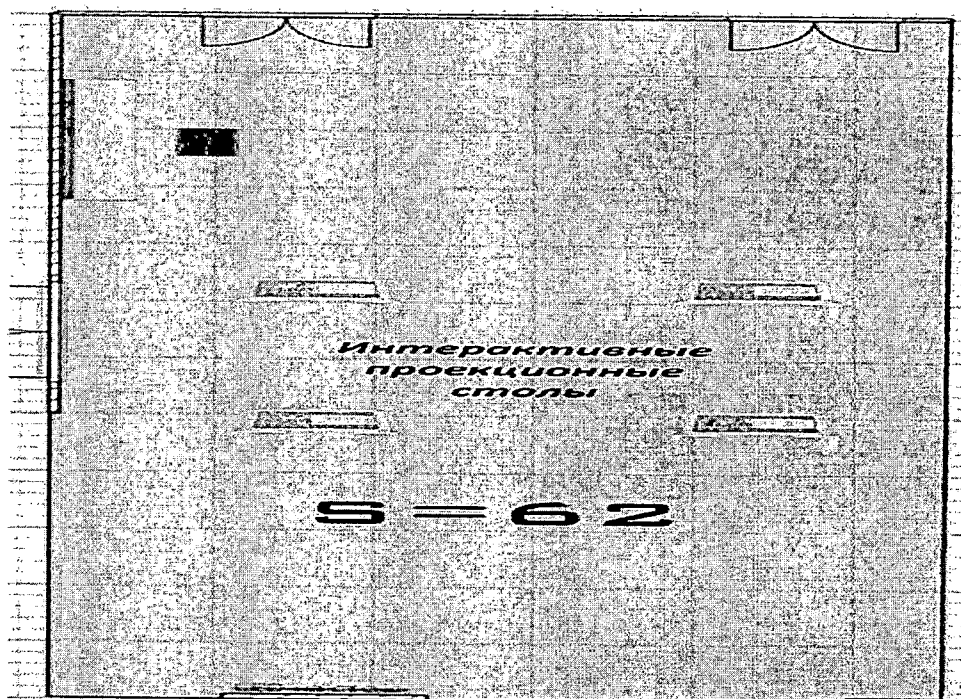 Интерактивные
проекционные
столы
S = 62